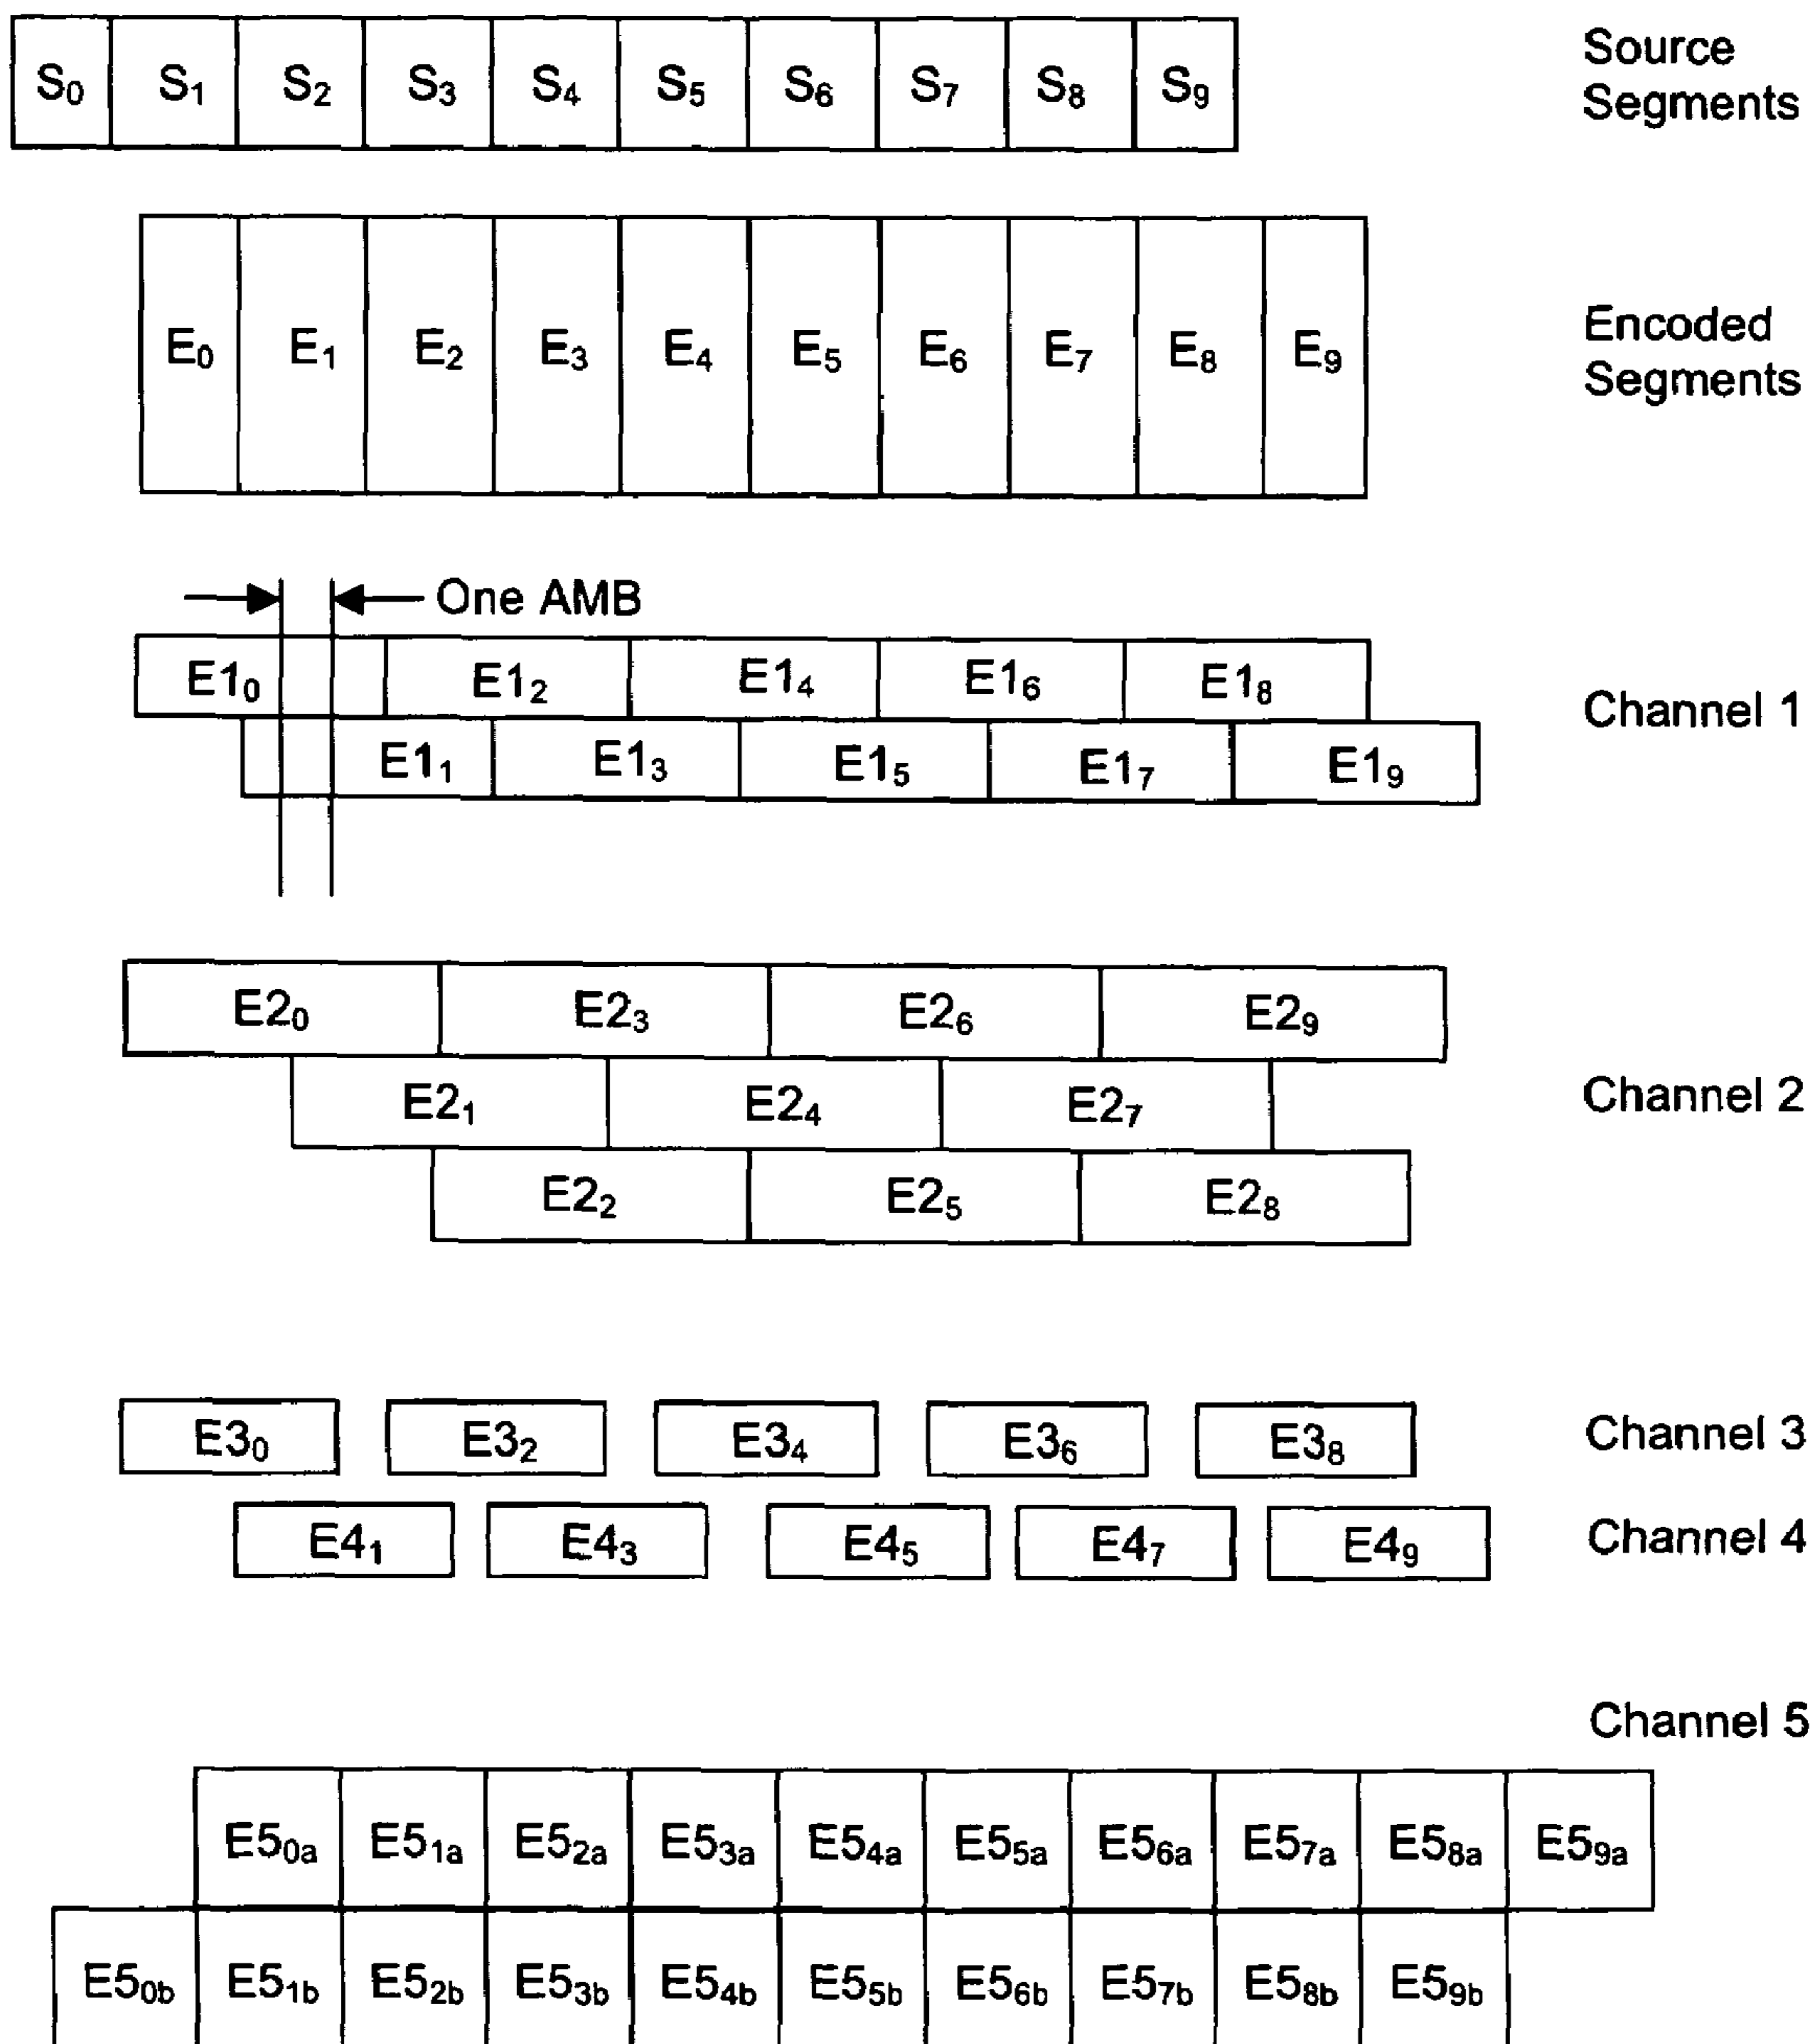 S₀ S₁ S₂ S₃ S₄ S₅ S₆ S₇ S₈ S₉
Source
Segments
E₀ E₁ E₂ E₃ E₄ E₅ E₆ E₇ E₈ E₉
Encoded
Segments
One AMB
E1₀ E1₂ E1₄ E1₆ E1₈
Channel 1
E1₁ E1₃ E1₅ E1₇ E1₉
E2₀ E2₃ E2₆ E2₉
E2₁ E2₄ E2₇
Channel 2
E2₂ E2₅ E2₈
E3₀ E3₂ E3₄ E3₆ E3₈
Channel 3
E4₁ E4₃ E4₅ E4₇ E4₉
Channel 4
Channel 5
E5₀ₐ E5₁ₐ E5₂ₐ E5₃ₐ E5₄ₐ E5₅ₐ E5₆ₐ E5₇ₐ E5₈ₐ E5₉ₐ
E5₀b E5₁b E5₂b E5₃b E5₄b E5₅b E5₆b E5₇b E5₈b E5₉b